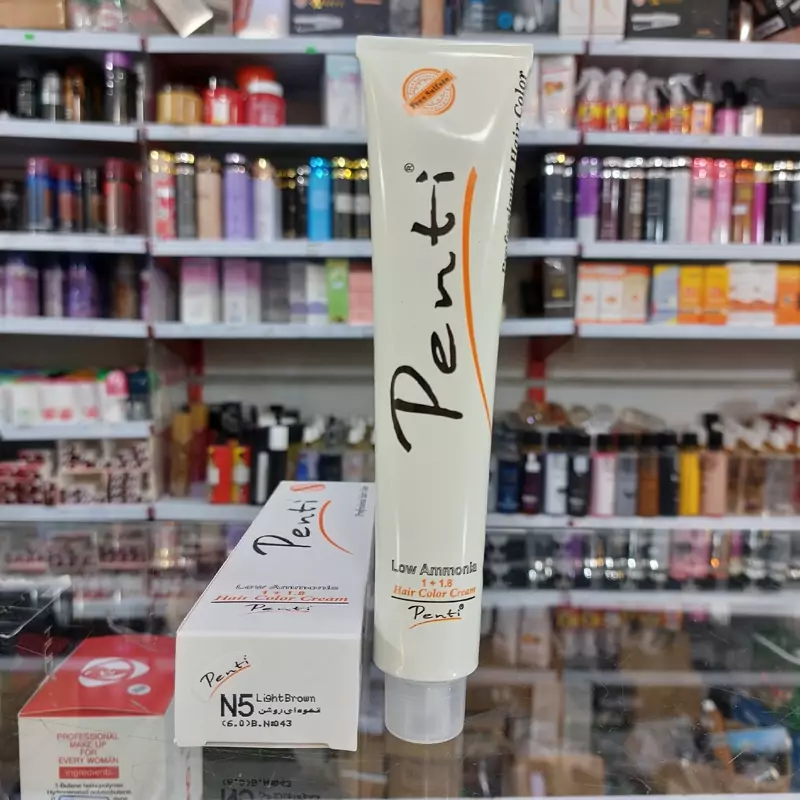 Penti®
Professional Hair Color
Low Ammonia
1 + 1.8
Hair Color Cream
Penti
Penti
Low Ammonia
1 + 1.8
Hair Color Cream
Penti
Penti
N5 Light Brown
قهوه‌ای روشن
(6.0)B.N:043
PROFESSIONAL
MAKE UP
FOR
EVERY WOMAN